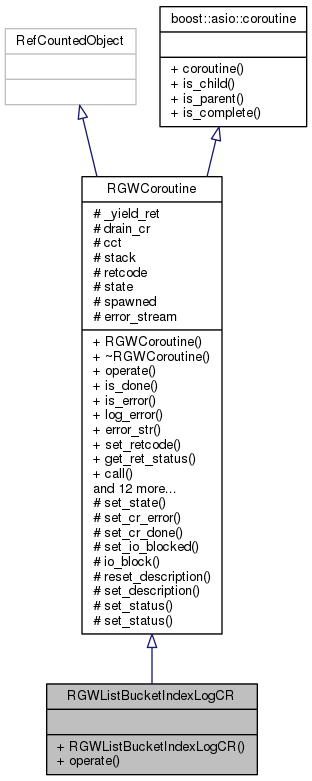 RefCountedObject
boost::asio::coroutine
+ coroutine()
+ is_child()
+ is_parent()
+ is_complete()
RGWCoroutine
# _yield_ret
# drain_cr
# cct
# stack
# retcode
# state
# spawned
# error_stream
+ RGWCoroutine()
+ ~RGWCoroutine()
+ operate()
+ is_done()
+ is_error()
+ log_error()
+ error_str()
+ set_retcode()
+ get_ret_status()
+ call()
and 12 more...
# set_state()
# set_cr_error()
# set_cr_done()
# set_io_blocked()
# io_block()
# reset_description()
# set_description()
# set_status()
# set_status()
RGWListBucketIndexLogCR
+ RGWListBucketIndexLogCR()
+ operate()